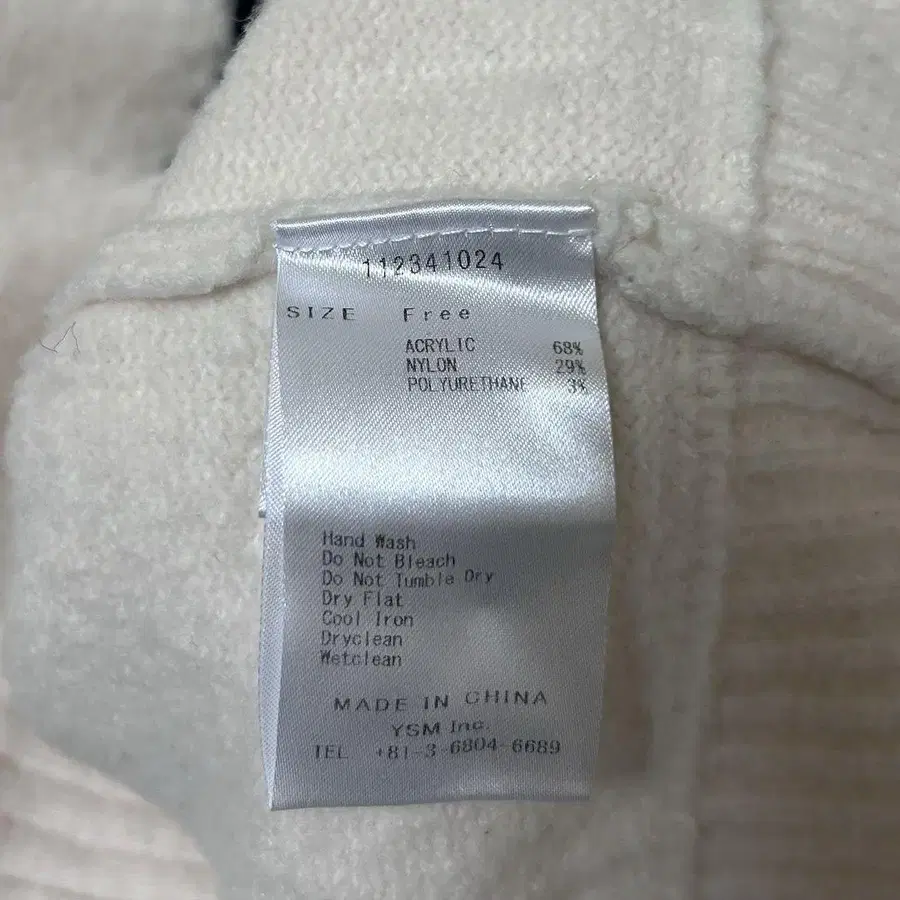 112341024
SIZE Free
ACRYLIC 68%
NYLON 29%
POLYURETHANE 3%
Hand Wash
Do Not Bleach
Do Not Tumble Dry
Dry Flat
Cool Iron
Dryclean
Wetclean
MADE IN CHINA
YSM Inc.
TEL +81-3-6804-6689